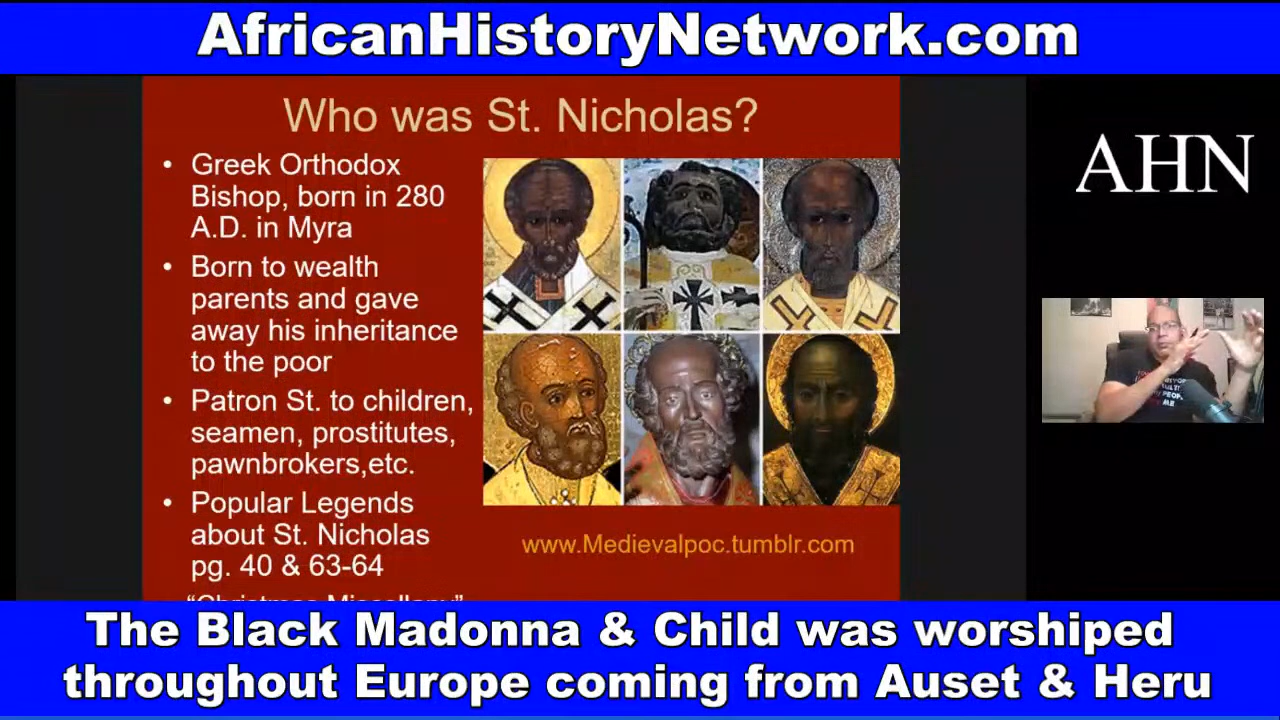 AfricanHistoryNetwork.com
Who was St. Nicholas?
• Greek Orthodox
Bishop, born in 280
A.D. in Myra
• Born to wealth
parents and gave
away his inheritance
to the poor
• Patron St. to children,
seamen, prostitutes,
pawnbrokers,etc.
• Popular Legends
about St. Nicholas
pg. 40 & 63-64
"Christmas Miscellany"
www.Medievalpoc.tumblr.com
AHN
The Black Madonna & Child was worshiped
throughout Europe coming from Auset & Heru